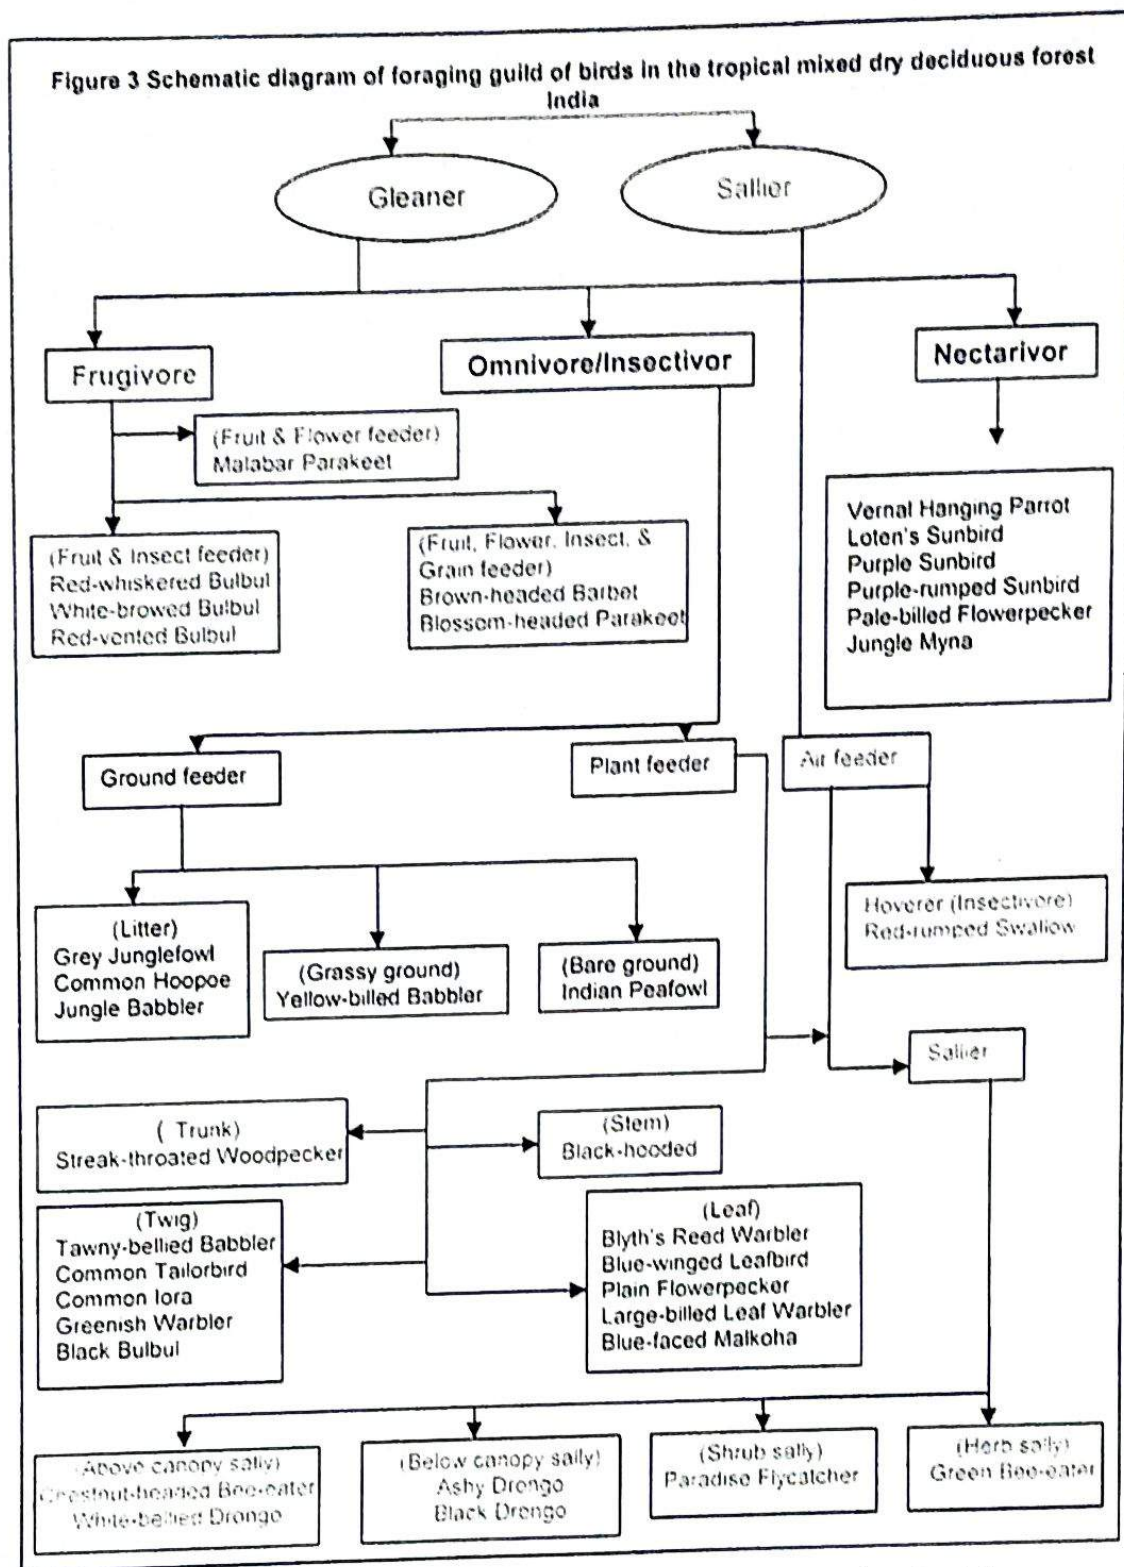 Figure 3 Schematic diagram of foraging guild of birds in the tropical mixed dry deciduous forest
India
Gleaner
Sallier
Frugivore
Omnivore/Insectivor
Nectarivor
(Fruit & Flower feeder)
Malabar Parakeet
(Fruit & Insect feeder)
Red-whiskered Bulbul
White-browed Bulbul
Red-vented Bulbul
(Fruit, Flower, Insect, &
Grain feeder)
Brown-headed Barbet
Blossom-headed Parakeet
Vernal Hanging Parrot
Loten's Sunbird
Purple Sunbird
Purple-rumped Sunbird
Pale-billed Flowerpecker
Jungle Myna
Ground feeder
Plant feeder
Air feeder
(Litter)
Grey Junglefowl
Common Hoopoe
Jungle Babbler
(Grassy ground)
Yellow-billed Babbler
(Bare ground)
Indian Peafowl
Hoverer (Insectivore)
Red-rumped Swallow
Sallier
( Trunk)
Streak-throated Woodpecker
(Stem)
Black-hooded
(Twig)
Tawny-bellied Babbler
Common Tailorbird
Common Iora
Greenish Warbler
Black Bulbul
(Leaf)
Blyth's Reed Warbler
Blue-winged Leafbird
Plain Flowerpecker
Large-billed Leaf Warbler
Blue-faced Malkoha
(Above canopy sally)
Chestnut-headed Bee-eater
White-bellied Drongo
(Below canopy sally)
Ashy Drongo
Black Drongo
(Shrub sally)
Paradise Flycatcher
(Herb sally)
Green Bee-eater